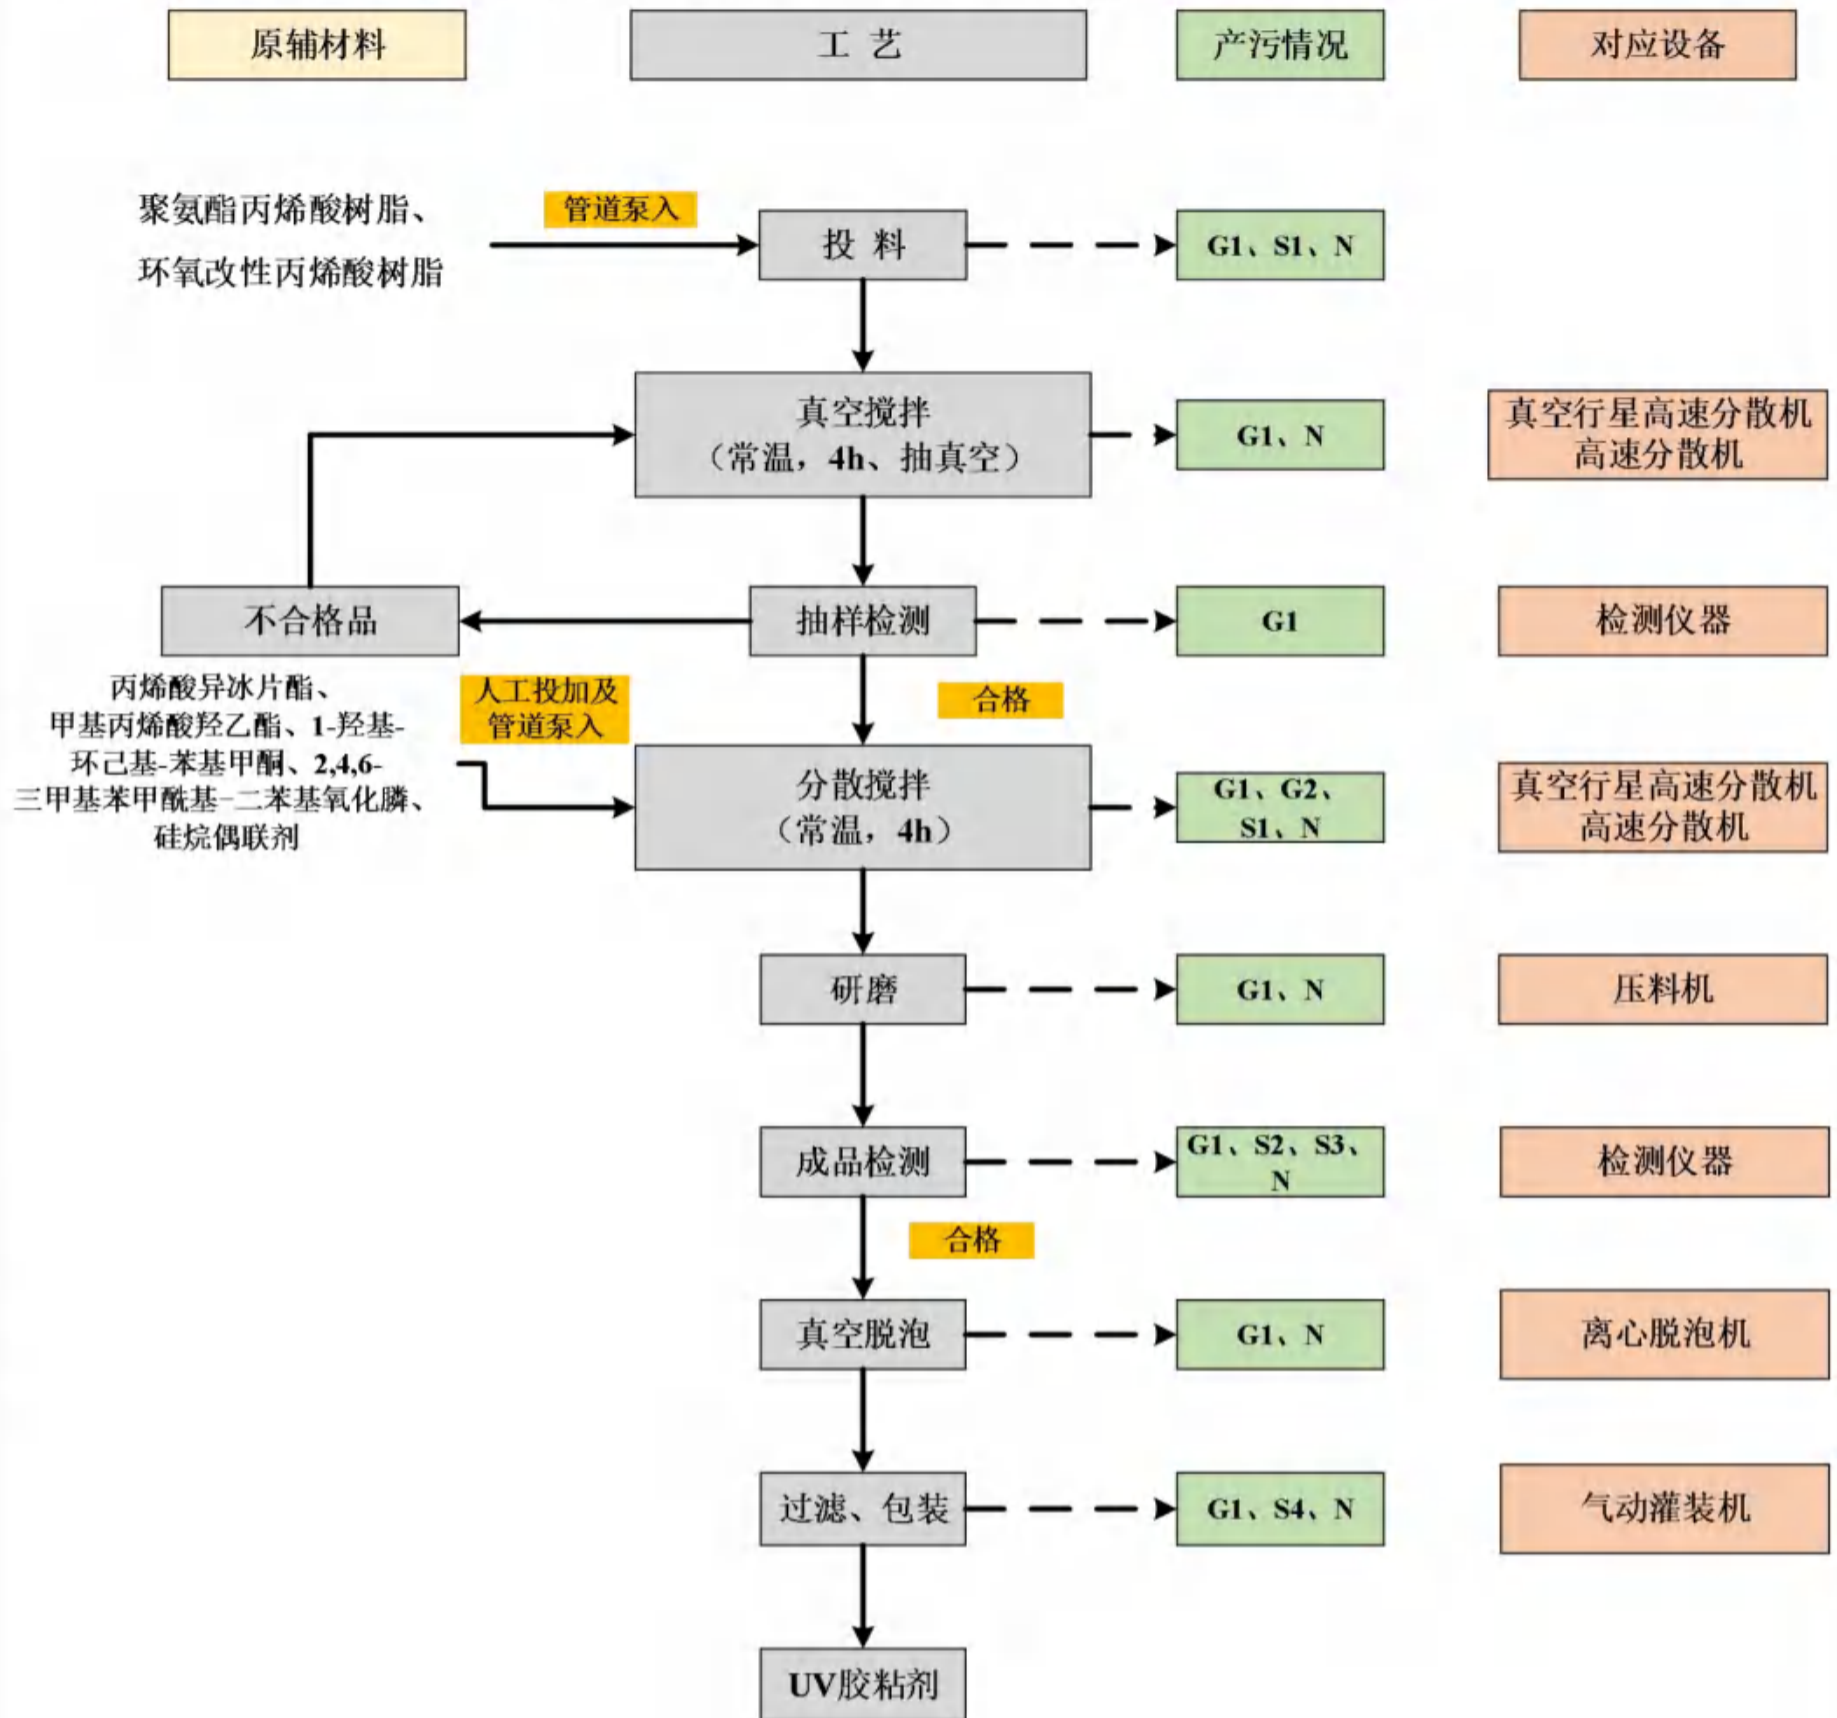 原辅材料
工 艺
产污情况
对应设备
聚氨酯丙烯酸树脂、
环氧改性丙烯酸树脂
管道泵入
投 料
G1、S1、N
真空搅拌
（常温，4h、抽真空）
G1、N
真空行星高速分散机
高速分散机
不合格品
抽样检测
G1
检测仪器
丙烯酸异冰片酯、
甲基丙烯酸羟乙酯、1-羟基-
环己基-苯基甲酮、2,4,6-
三甲基苯甲酰基-二苯基氧化膦、
硅烷偶联剂
人工投加及
管道泵入
合格
分散搅拌
（常温，4h）
G1、G2、
S1、N
真空行星高速分散机
高速分散机
研磨
G1、N
压料机
成品检测
G1、S2、S3、
N
检测仪器
合格
真空脱泡
G1、N
离心脱泡机
过滤、包装
G1、S4、N
气动灌装机
UV胶粘剂